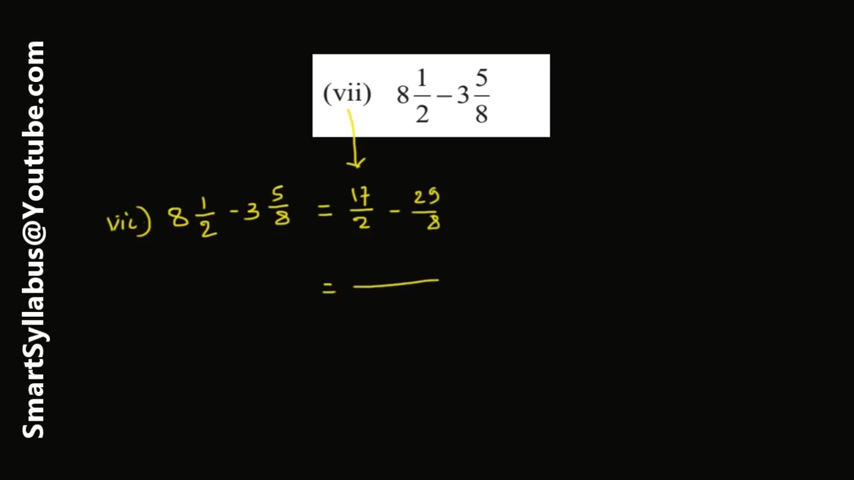 SmartSyllabus@Youtube.com
(vii) 8 1/2 − 3 5/8
vii) 8 1/2 - 3 5/8 = 17/2 - 29/8
=